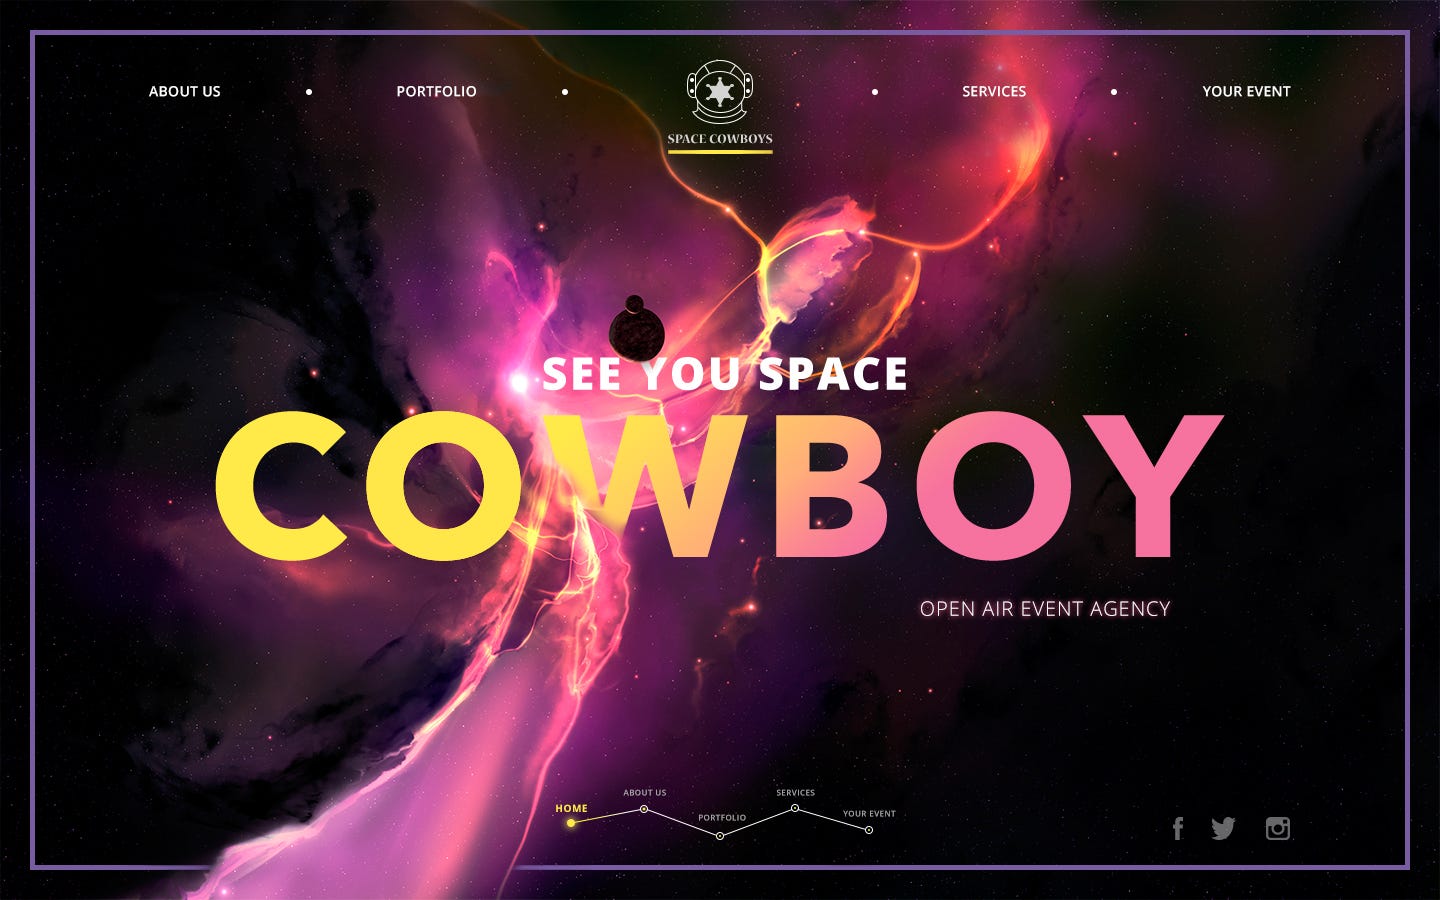 ABOUT US
PORTFOLIO
SPACE COWBOYS
SERVICES
YOUR EVENT
SEE YOU SPACE
COWBOY
OPEN AIR EVENT AGENCY
HOME
ABOUT US
PORTFOLIO
SERVICES
YOUR EVENT